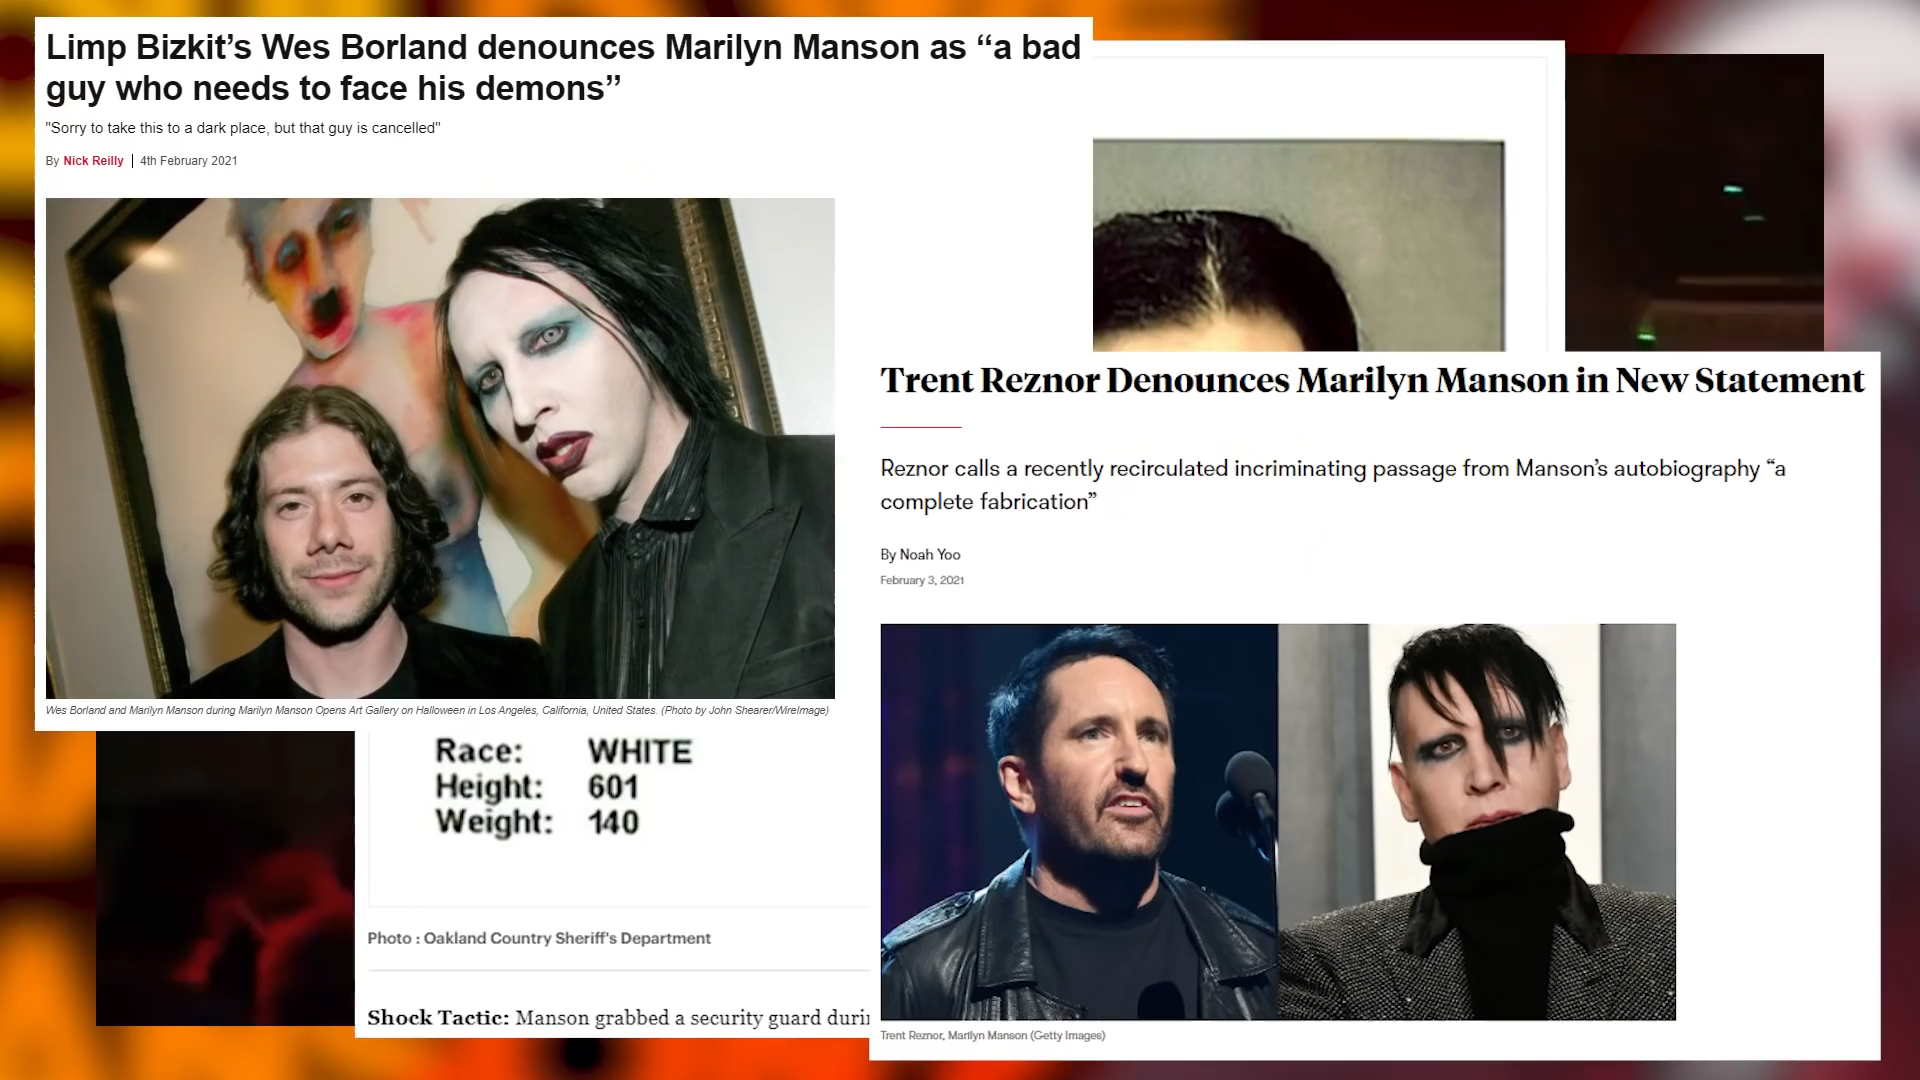 Limp Bizkit’s Wes Borland denounces Marilyn Manson as “a bad
guy who needs to face his demons”
"Sorry to take this to a dark place, but that guy is cancelled"
By Nick Reilly | 4th February 2021
Wes Borland and Marilyn Manson during Marilyn Manson Opens Art Gallery on Halloween in Los Angeles, California, United States. (Photo by John Shearer/WireImage)
Trent Reznor Denounces Marilyn Manson in New Statement
Reznor calls a recently recirculated incriminating passage from Manson’s autobiography “a
complete fabrication”
By Noah Yoo
February 3, 2021
Trent Reznor, Marilyn Manson (Getty Images)
Race: WHITE
Height: 601
Weight: 140
Photo : Oakland Country Sheriff's Department
Shock Tactic: Manson grabbed a security guard duri